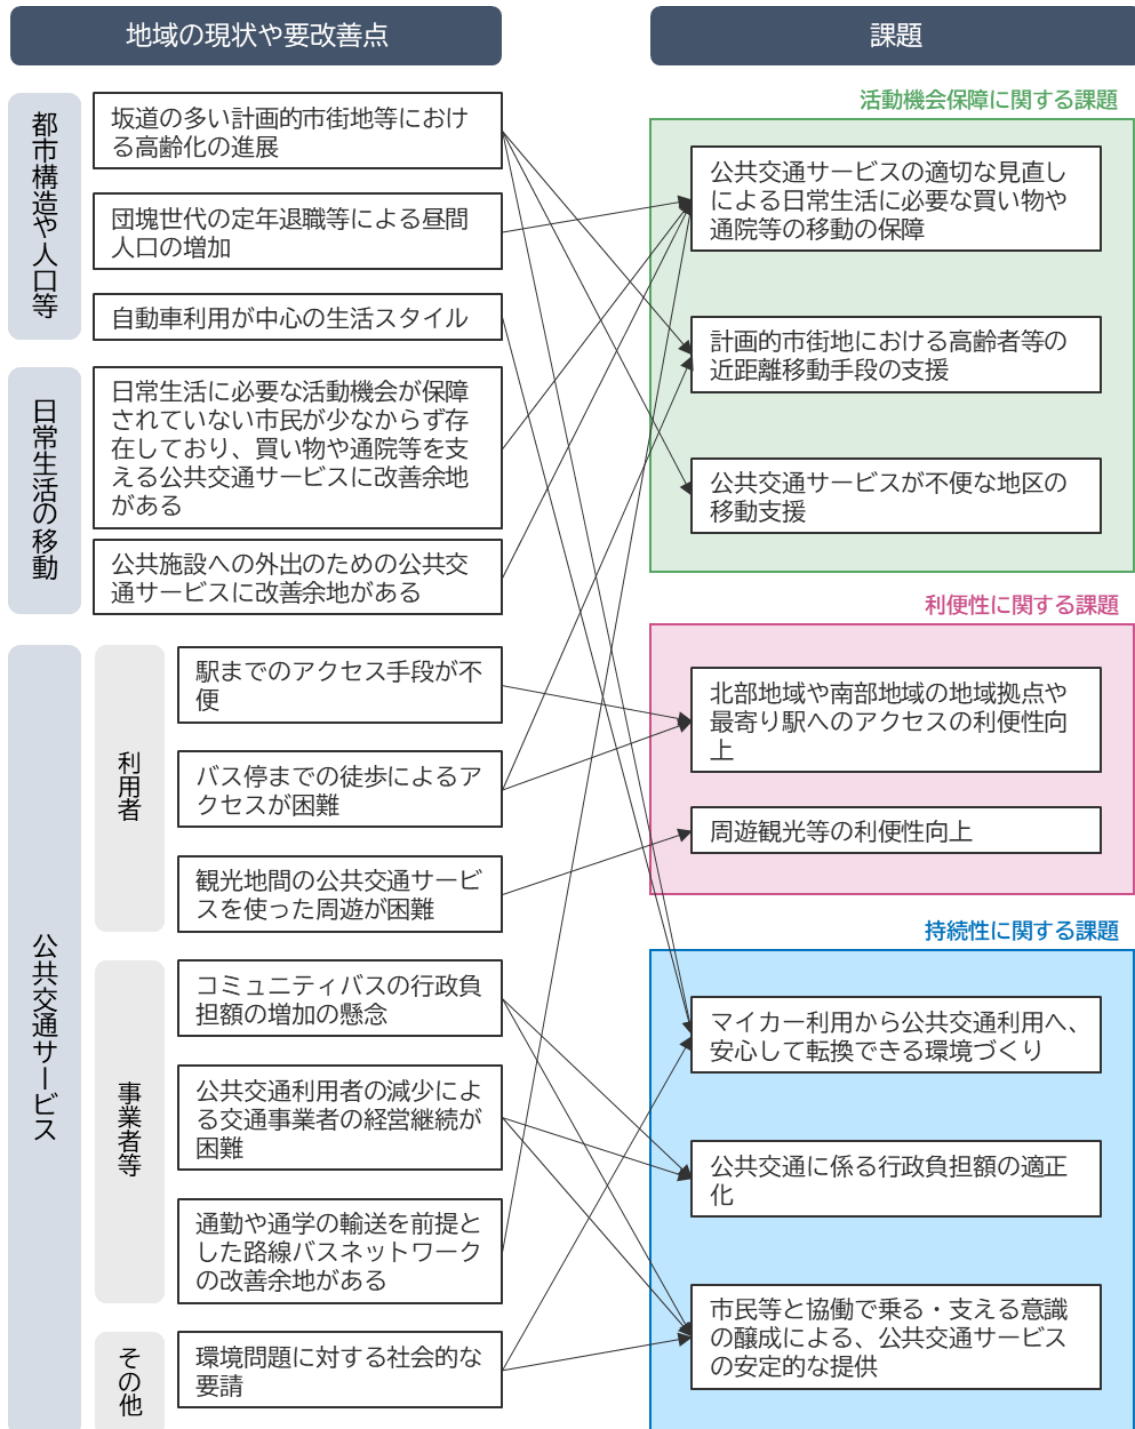 地域の現状や要改善点
課題
都市構造や人口等
坂道の多い計画的市街地等におけ
る高齢化の進展
団塊世代の定年退職等による昼間
人口の増加
自動車利用が中心の生活スタイル
日常生活の移動
日常生活に必要な活動機会が保障
されていない市民が少なからず存
在しており、買い物や通院等を支
える公共交通サービスに改善余地
がある
公共施設への外出のための公共交
通サービスに改善余地がある
公共交通サービス
利用者
駅までのアクセス手段が不
便
バス停までの徒歩によるア
クセスが困難
観光地間の公共交通サービ
スを使った周遊が困難
事業者等
コミュニティバスの行政負
担額の増加の懸念
公共交通利用者の減少によ
る交通事業者の経営継続が
困難
通勤や通学の輸送を前提と
した路線バスネットワーク
の改善余地がある
その他
環境問題に対する社会的な
要請
活動機会保障に関する課題
公共交通サービスの適切な見直し
による日常生活に必要な買い物や
通院等の移動の保障
計画的市街地における高齢者等の
近距離移動手段の支援
公共交通サービスが不便な地区の
移動支援
利便性に関する課題
北部地域や南部地域の地域拠点や
最寄り駅へのアクセスの利便性向
上
周遊観光等の利便性向上
持続性に関する課題
マイカー利用から公共交通利用へ、
安心して転換できる環境づくり
公共交通に係る行政負担額の適正
化
市民等と協働で乗る・支える意識
の醸成による、公共交通サービス
の安定的な提供